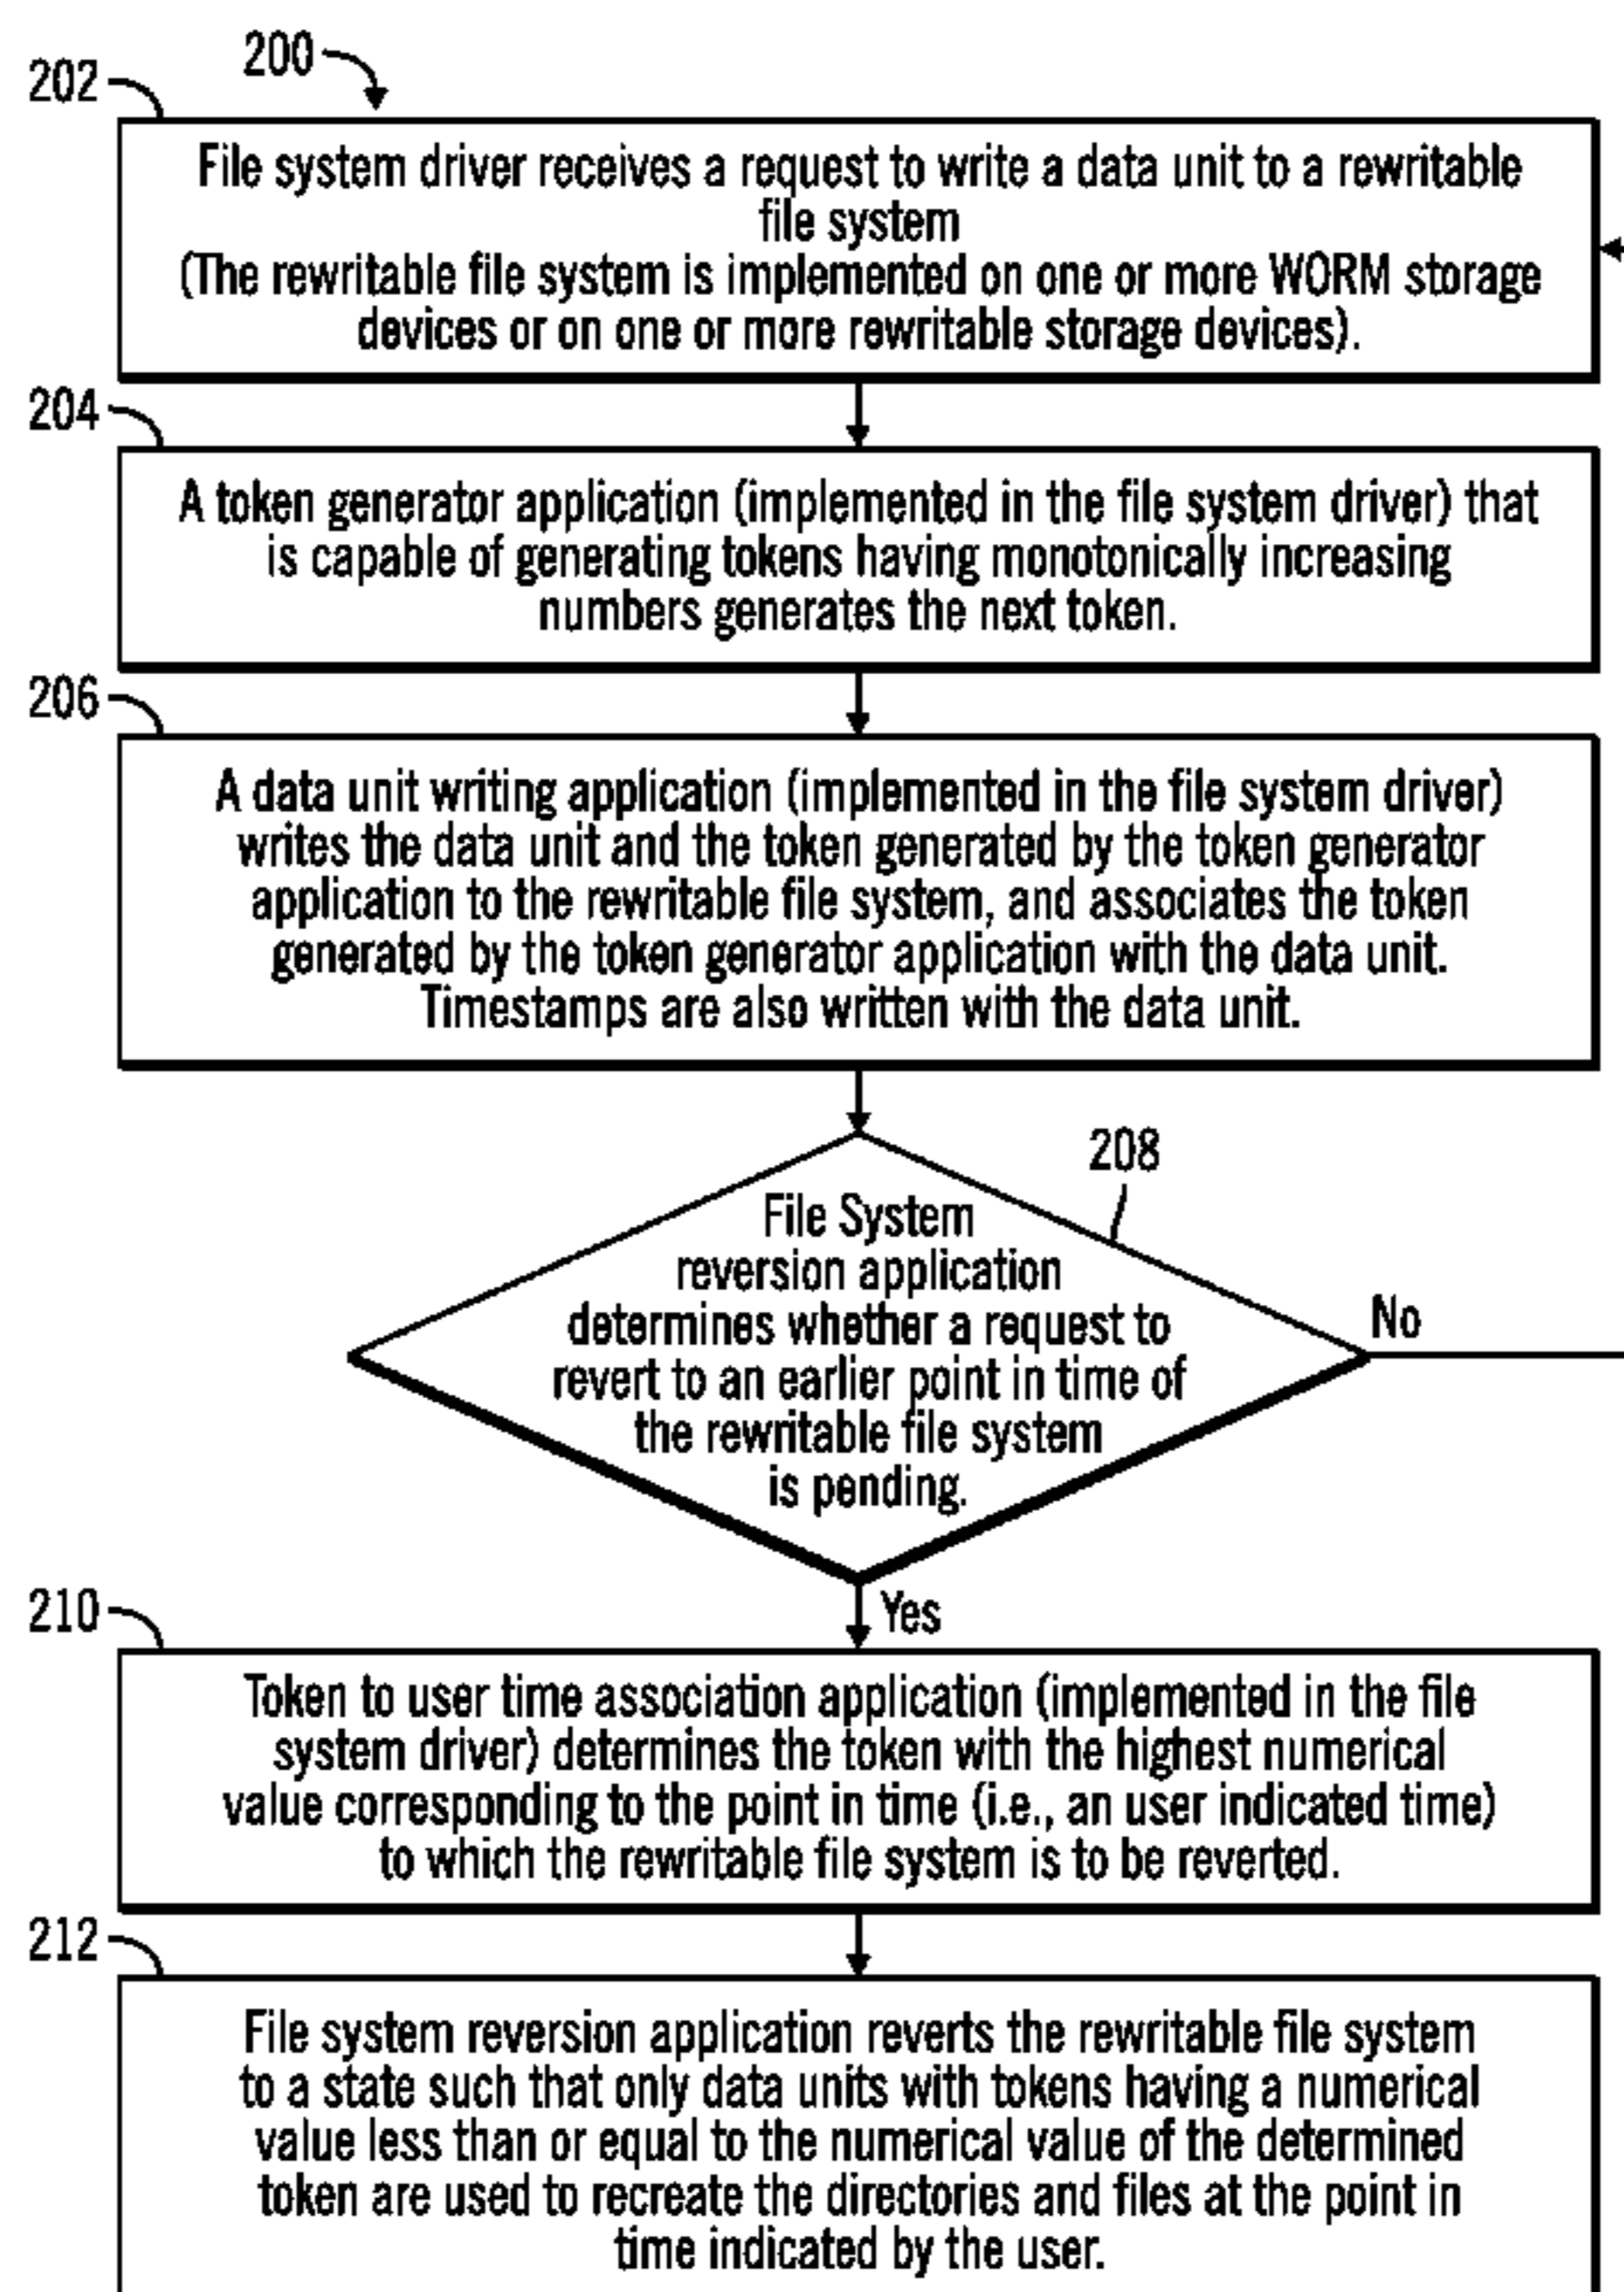 200
202
File system driver receives a request to write a data unit to a rewritable
file system
(The rewritable file system is implemented on one or more WORM storage
devices or on one or more rewritable storage devices).
204
A token generator application (implemented in the file system driver) that
is capable of generating tokens having monotonically increasing
numbers generates the next token.
206
A data unit writing application (implemented in the file system driver)
writes the data unit and the token generated by the token generator
application to the rewritable file system, and associates the token
generated by the token generator application with the data unit.
Timestamps are also written with the data unit.
208
File System
reversion application
determines whether a request to
revert to an earlier point in time of
the rewritable file system
is pending.
No
Yes
210
Token to user time association application (implemented in the file
system driver) determines the token with the highest numerical
value corresponding to the point in time (i.e., an user indicated time)
to which the rewritable file system is to be reverted.
212
File system reversion application reverts the rewritable file system
to a state such that only data units with tokens having a numerical
value less than or equal to the numerical value of the determined
token are used to recreate the directories and files at the point in
time indicated by the user.